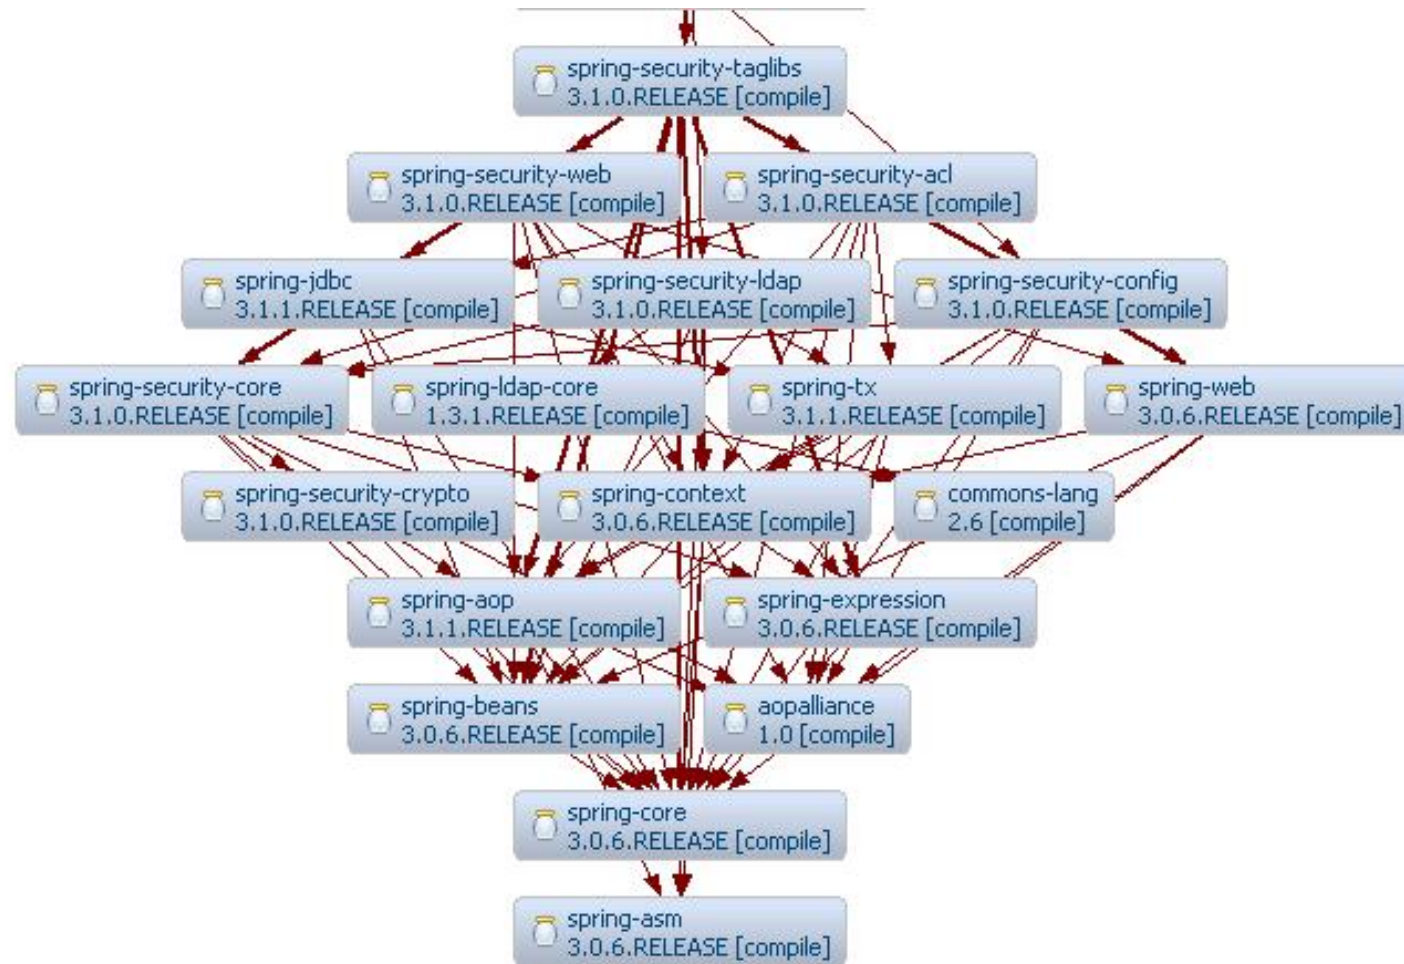 spring-security-taglibs
3.1.0.RELEASE [compile]
spring-security-web
3.1.0.RELEASE [compile]
spring-security-acl
3.1.0.RELEASE [compile]
spring-jdbc
3.1.1.RELEASE [compile]
spring-security-ldap
3.1.0.RELEASE [compile]
spring-security-config
3.1.0.RELEASE [compile]
spring-security-core
3.1.0.RELEASE [compile]
spring-ldap-core
1.3.1.RELEASE [compile]
spring-tx
3.1.1.RELEASE [compile]
spring-web
3.0.6.RELEASE [compile]
spring-security-crypto
3.1.0.RELEASE [compile]
spring-context
3.0.6.RELEASE [compile]
commons-lang
2.6 [compile]
spring-aop
3.1.1.RELEASE [compile]
spring-expression
3.0.6.RELEASE [compile]
spring-beans
3.0.6.RELEASE [compile]
aopalliance
1.0 [compile]
spring-core
3.0.6.RELEASE [compile]
spring-asm
3.0.6.RELEASE [compile]